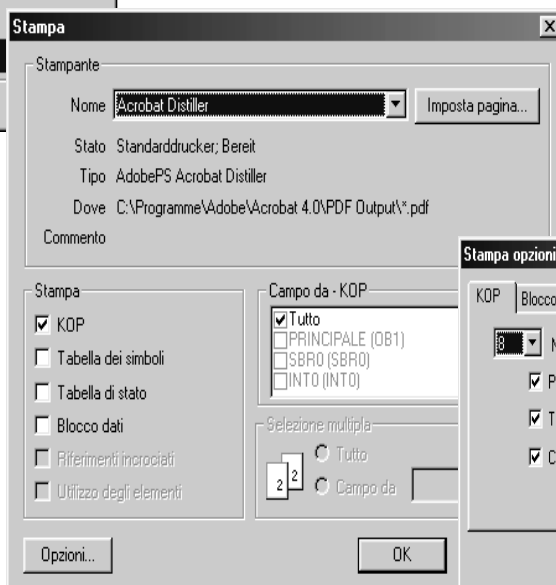 Stampa
Stampante
Nome Acrobat Distiller Imposta pagina...
Stato Standarddrucker; Bereit
Tipo AdobePS Acrobat Distiller
Dove C:\Programme\Adobe\Acrobat 4.0\PDF Output\*.pdf
Commento
Stampa
KOP
Tabella dei simboli
Tabella di stato
Blocco dati
Riferimenti incrociati
Utilizzo degli elementi
Campo da - KOP
Tutto
PRINCIPALE (OB1)
SBR0 (SBR0)
INT0 (INT0)
Selezione multipla
Tutto
2 2 Campo da
Opzioni... OK
Stampa opzioni
KOP Blocco
8 N
P
T
C